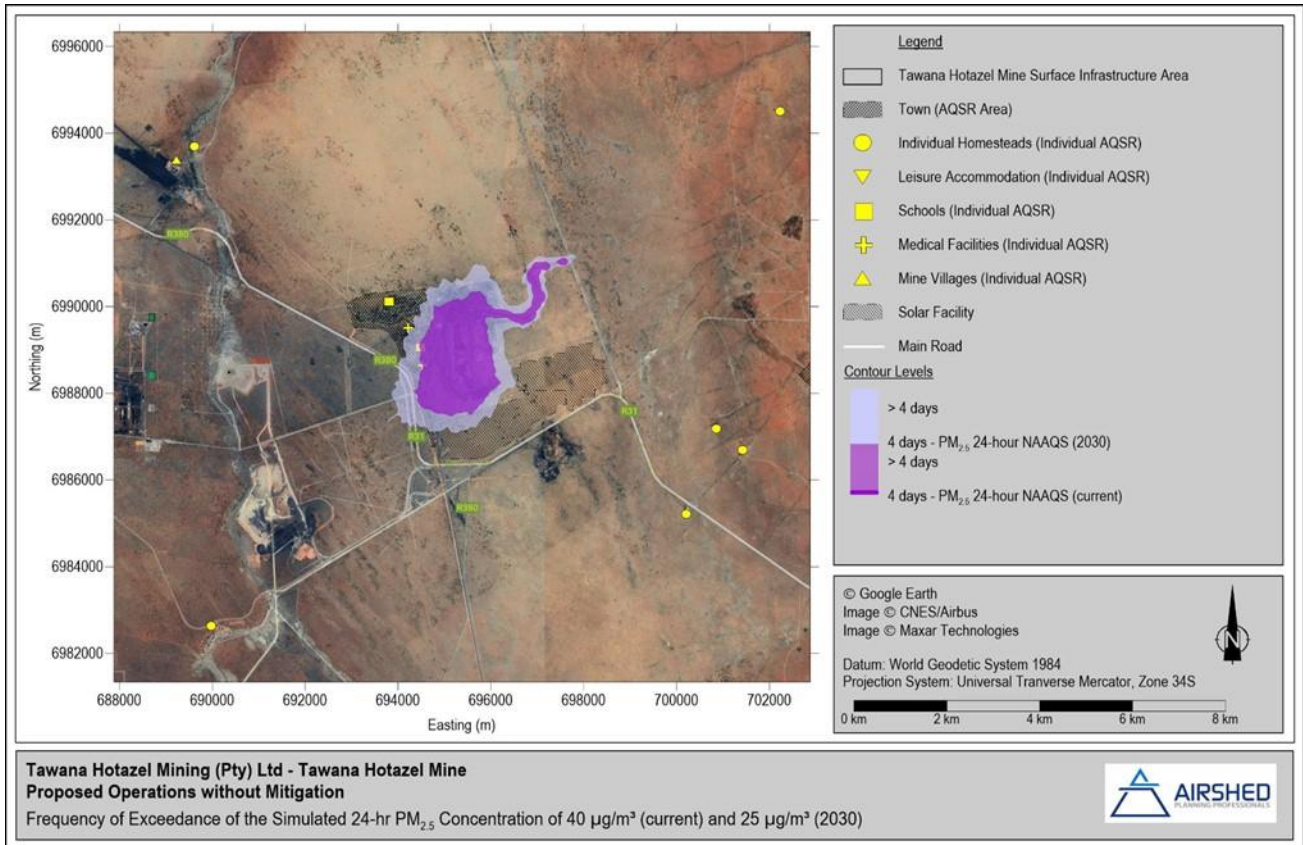 6996000
6994000
6992000
6990000
6988000
6986000
6984000
6982000
Northing (m)
688000
690000
692000
694000
696000
698000
700000
702000
Easting (m)
R380
R380
R31
R31
R380
Legend
Tawana Hotazel Mine Surface Infrastructure Area
Town (AQSR Area)
Individual Homesteads (Individual AQSR)
Leisure Accommodation (Individual AQSR)
Schools (Individual AQSR)
Medical Facilities (Individual AQSR)
Mine Villages (Individual AQSR)
Solar Facility
Main Road
Contour Levels
> 4 days
4 days - PM₂.₅ 24-hour NAAQS (2030)
> 4 days
4 days - PM₂.₅ 24-hour NAAQS (current)
© Google Earth
Image © CNES/Airbus
Image © Maxar Technologies
N
Datum: World Geodetic System 1984
Projection System: Universal Tranverse Mercator, Zone 34S
0 km 2 km 4 km 6 km 8 km
Tawana Hotazel Mining (Pty) Ltd - Tawana Hotazel Mine
Proposed Operations without Mitigation
Frequency of Exceedance of the Simulated 24-hr PM₂.₅ Concentration of 40 µg/m³ (current) and 25 µg/m³ (2030)
AIRSHED
PLANNING PROFESSIONALS